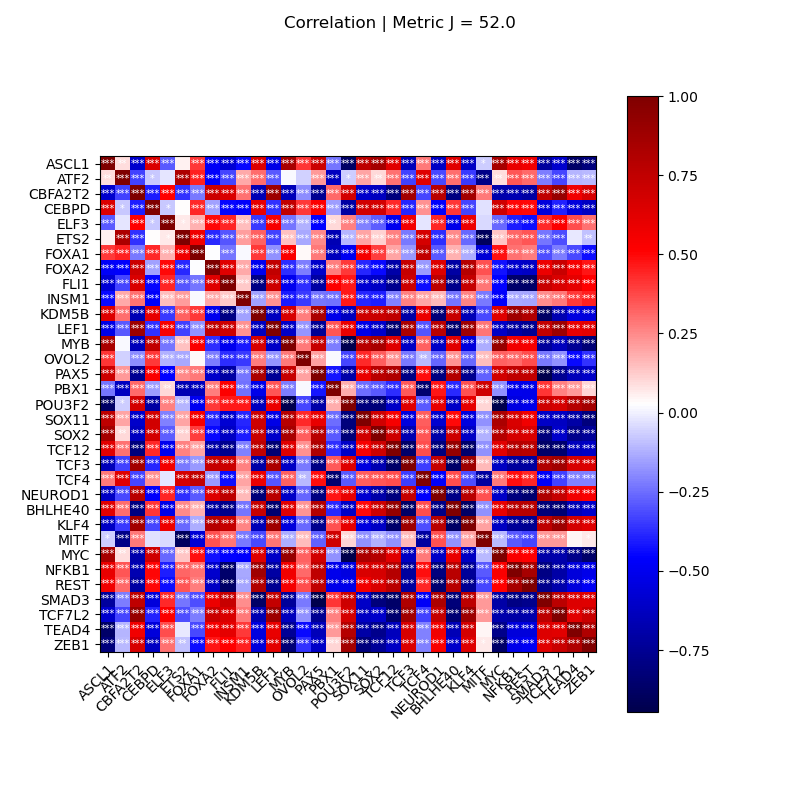 Correlation | Metric J = 52.0
ASCL1
ATF2
CBFA2T2
CEBPD
ELF3
ETS2
FOXA1
FOXA2
FLI1
INSM1
KDM5B
LEF1
MYB
OVOL2
PAX5
PBX1
POU3F2
SOX11
SOX2
TCF12
TCF3
TCF4
NEUROD1
BHLHE40
KLF4
MITF
MYC
NFKB1
REST
SMAD3
TCF7L2
TEAD4
ZEB1
ASCL1
ATF2
CBFA2T2
CEBPD
ELF3
ETS2
FOXA1
FOXA2
FLI1
INSM1
KDM5B
LEF1
MYB
OVOL2
PAX5
PBX1
POU3F2
SOX11
SOX2
TCF12
TCF3
TCF4
NEUROD1
BHLHE40
KLF4
MITF
MYC
NFKB1
REST
SMAD3
TCF7L2
TEAD4
ZEB1
1.00
0.75
0.50
0.25
0.00
−0.25
−0.50
−0.75